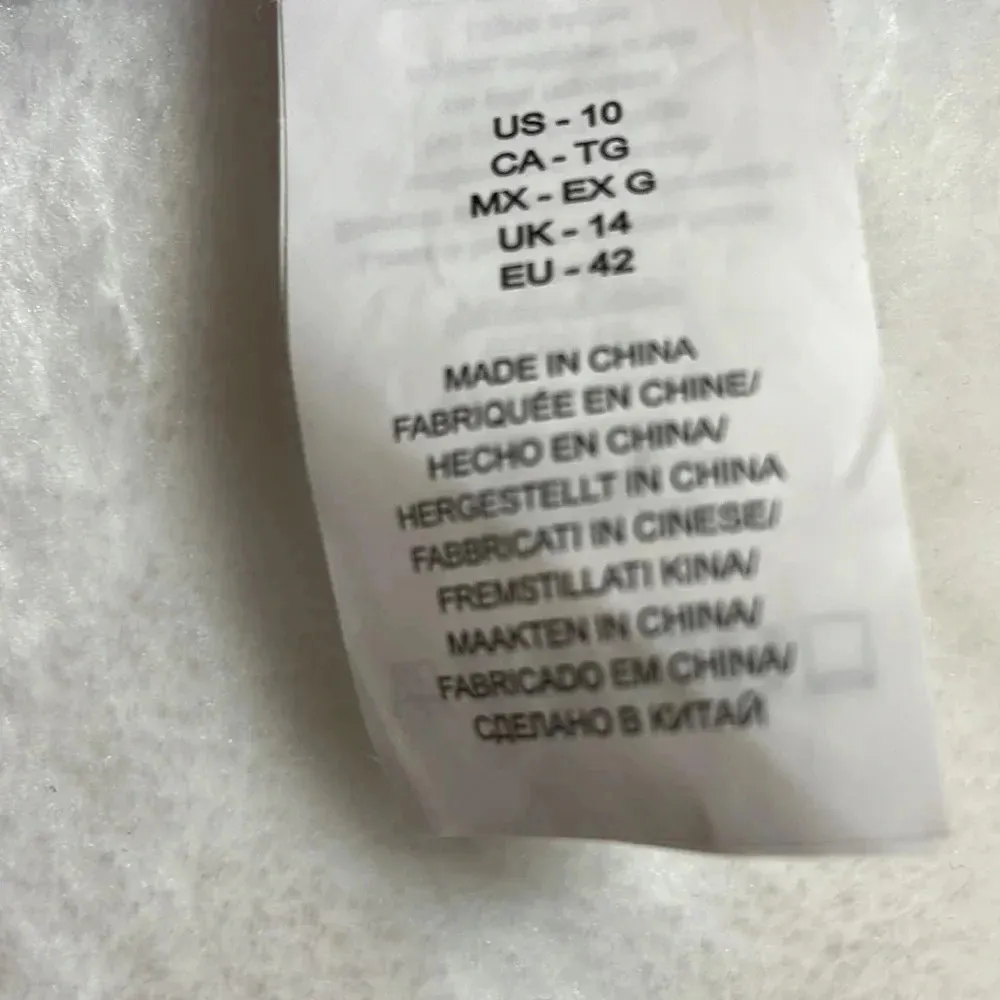 US - 10
CA - TG
MX - EX G
UK - 14
EU - 42
MADE IN CHINA
FABRIQUÉE EN CHINE/
HECHO EN CHINA/
HERGESTELLT IN CHINA
FABBRICATI IN CINESE/
FREMSTILLATI KINA/
MAAKTEN IN CHINA/
FABRICADO EM CHINA/
СДЕЛАНО В КИТАЙ